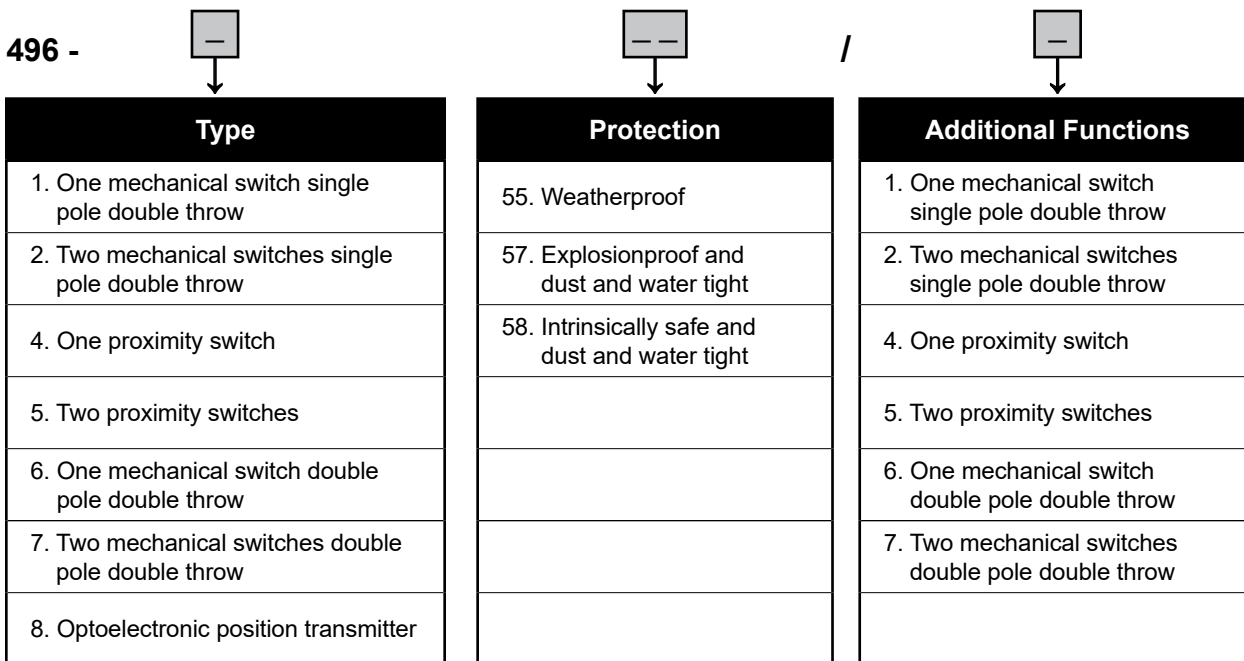 496 - _ _ _ / _
Type
1. One mechanical switch single
pole double throw
2. Two mechanical switches single
pole double throw
4. One proximity switch
5. Two proximity switches
6. One mechanical switch double
pole double throw
7. Two mechanical switches double
pole double throw
8. Optoelectronic position transmitter
Protection
55. Weatherproof
57. Explosionproof and
dust and water tight
58. Intrinsically safe and
dust and water tight
Additional Functions
1. One mechanical switch
single pole double throw
2. Two mechanical switches
single pole double throw
4. One proximity switch
5. Two proximity switches
6. One mechanical switch
double pole double throw
7. Two mechanical switches
double pole double throw